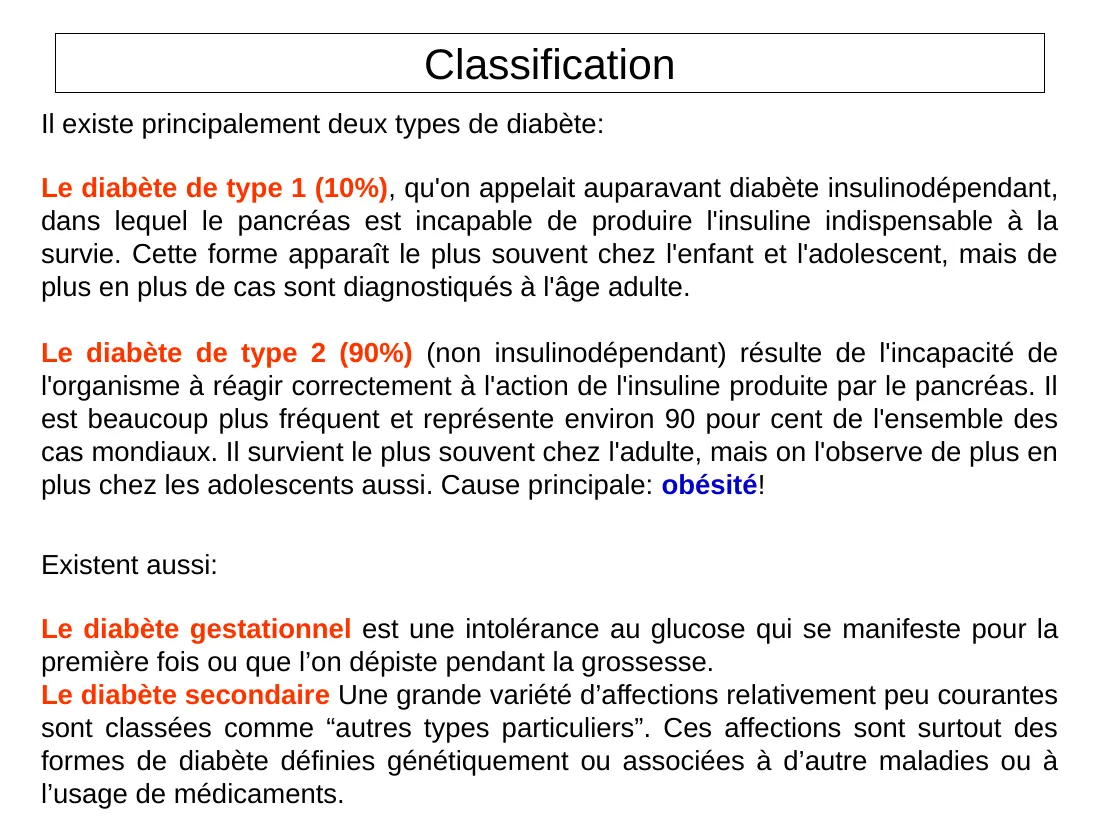 Classification
Il existe principalement deux types de diabète:
Le diabète de type 1 (10%), qu'on appelait auparavant diabète insulinodépendant,
dans lequel le pancréas est incapable de produire l'insuline indispensable à la
survie. Cette forme apparaît le plus souvent chez l'enfant et l'adolescent, mais de
plus en plus de cas sont diagnostiqués à l'âge adulte.
Le diabète de type 2 (90%) (non insulinodépendant) résulte de l'incapacité de
l'organisme à réagir correctement à l'action de l'insuline produite par le pancréas. Il
est beaucoup plus fréquent et représente environ 90 pour cent de l'ensemble des
cas mondiaux. Il survient le plus souvent chez l'adulte, mais on l'observe de plus en
plus chez les adolescents aussi. Cause principale: obésité!
Existent aussi:
Le diabète gestationnel est une intolérance au glucose qui se manifeste pour la
première fois ou que l’on dépiste pendant la grossesse.
Le diabète secondaire Une grande variété d’affections relativement peu courantes
sont classées comme “autres types particuliers”. Ces affections sont surtout des
formes de diabète définies génétiquement ou associées à d’autre maladies ou à
l’usage de médicaments.